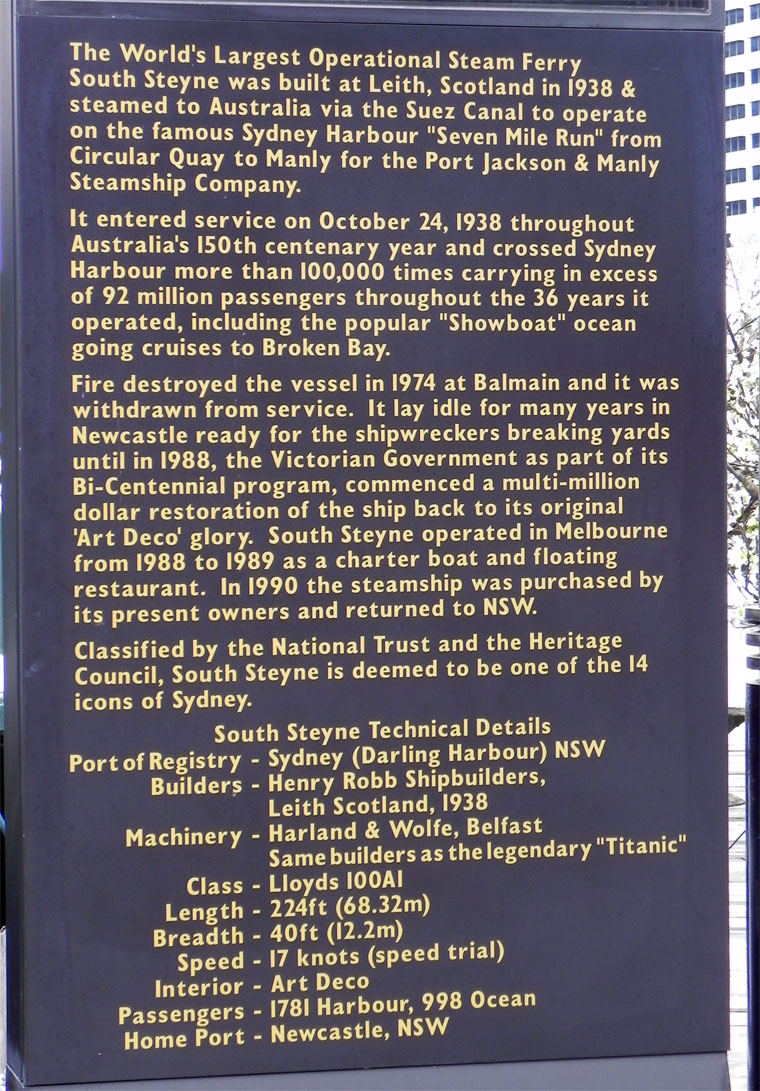 The World's Largest Operational Steam Ferry
South Steyne was built at Leith, Scotland in 1938 &
steamed to Australia via the Suez Canal to operate
on the famous Sydney Harbour "Seven Mile Run" from
Circular Quay to Manly for the Port Jackson & Manly
Steamship Company.
It entered service on October 24, 1938 throughout
Australia's 150th centenary year and crossed Sydney
Harbour more than 100,000 times carrying in excess
of 92 million passengers throughout the 36 years it
operated, including the popular "Showboat" ocean
going cruises to Broken Bay.
Fire destroyed the vessel in 1974 at Balmain and it was
withdrawn from service. It lay idle for many years in
Newcastle ready for the shipwreckers breaking yards
until in 1988, the Victorian Government as part of its
Bi-Centennial program, commenced a multi-million
dollar restoration of the ship back to its original
'Art Deco' glory. South Steyne operated in Melbourne
from 1988 to 1989 as a charter boat and floating
restaurant. In 1990 the steamship was purchased by
its present owners and returned to NSW.
Classified by the National Trust and the Heritage
Council, South Steyne is deemed to be one of the 14
icons of Sydney.
South Steyne Technical Details
Port of Registry - Sydney (Darling Harbour) NSW
Builders - Henry Robb Shipbuilders,
Leith Scotland, 1938
Machinery - Harland & Wolfe, Belfast
Same builders as the legendary "Titanic"
Class - Lloyds 100A1
Length - 224ft (68.32m)
Breadth - 40ft (12.2m)
Speed - 17 knots (speed trial)
Interior - Art Deco
Passengers - 1781 Harbour, 998 Ocean
Home Port - Newcastle, NSW